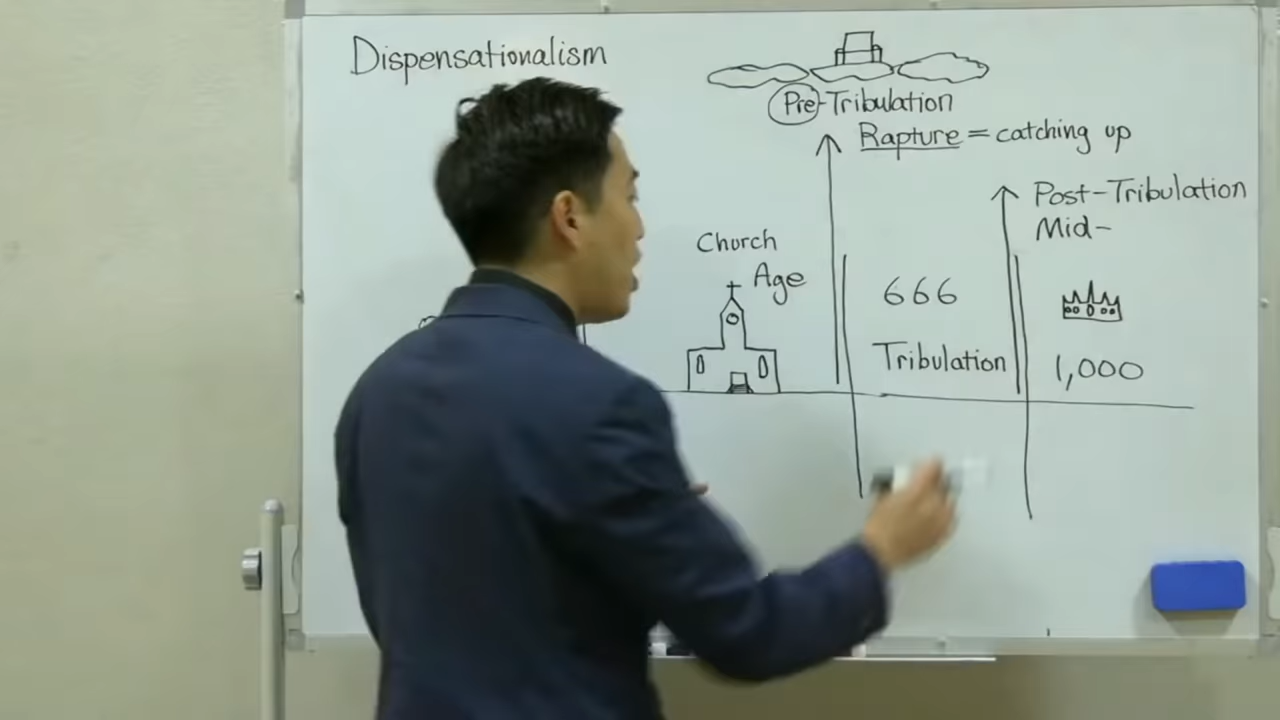 Dispensationalism
Pre-Tribulation
Rapture = catching up
Post-Tribulation
Mid-
Church
Age
666
Tribulation
1,000